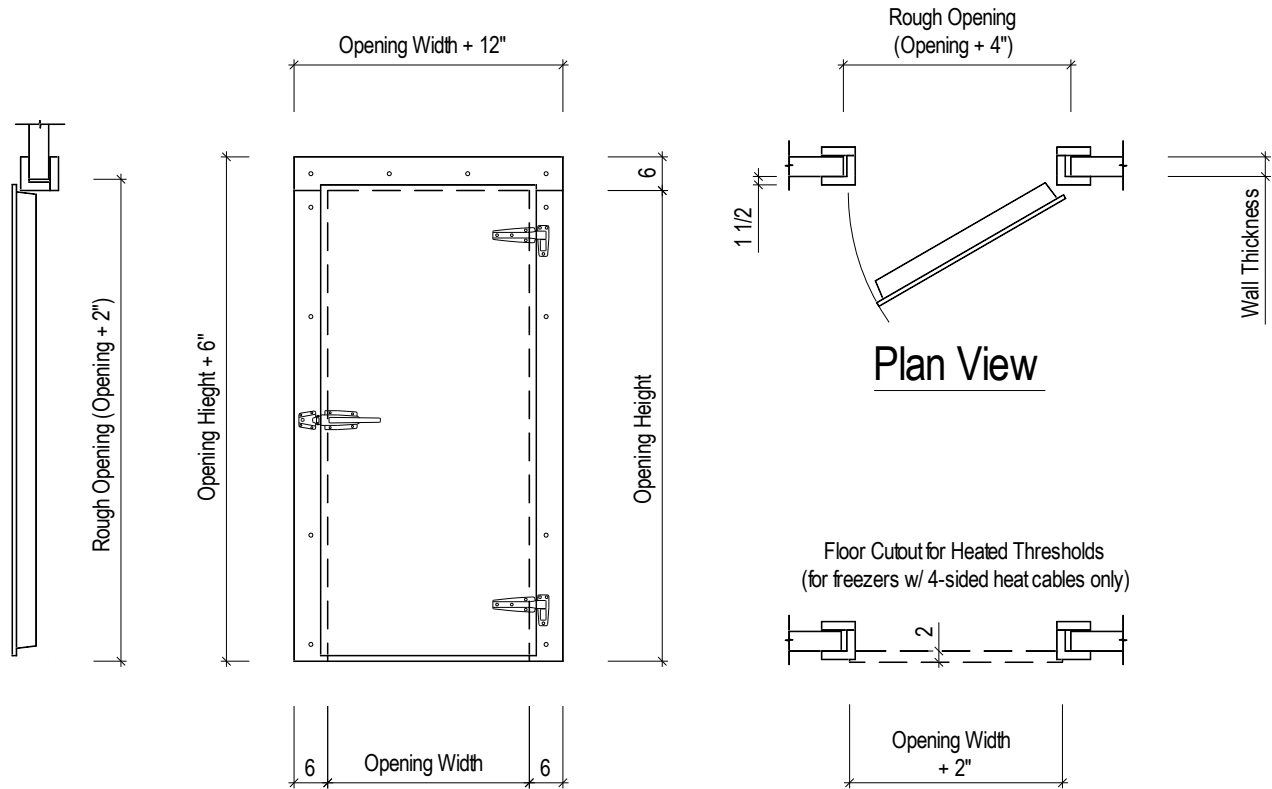 Opening Width + 12"
Rough Opening
(Opening + 4")
6
1 1/2
Wall Thickness
Rough Opening (Opening + 2")
Opening Hieght + 6"
Opening Height
Plan View
Floor Cutout for Heated Thresholds
(for freezers w/ 4-sided heat cables only)
2
6
Opening Width
6
Opening Width
+ 2"